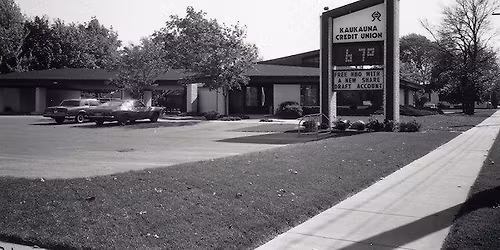 KAUKAUNA
CREDIT UNION
67°
FREE HBO WITH
A NEW SHARE
DRAFT ACCOUNT